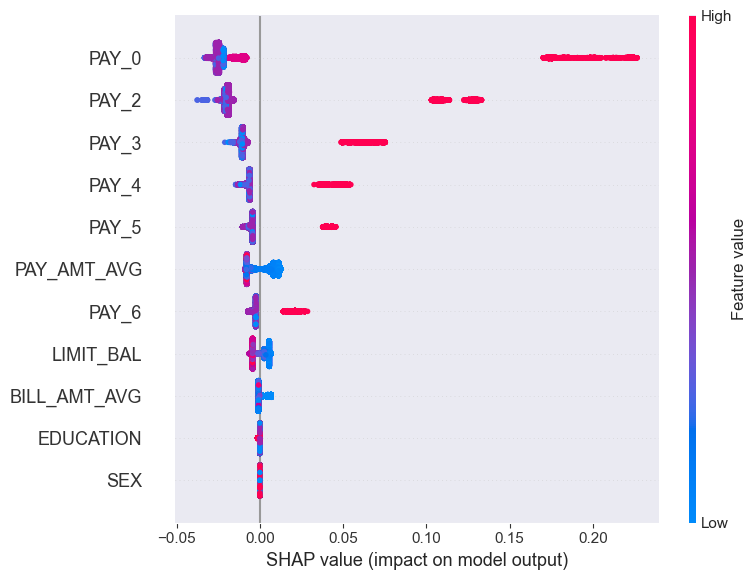 High
PAY_0
PAY_2
PAY_3
PAY_4
PAY_5
PAY_AMT_AVG
PAY_6
LIMIT_BAL
BILL_AMT_AVG
EDUCATION
SEX
Feature value
Low
−0.05 0.00 0.05 0.10 0.15 0.20
SHAP value (impact on model output)